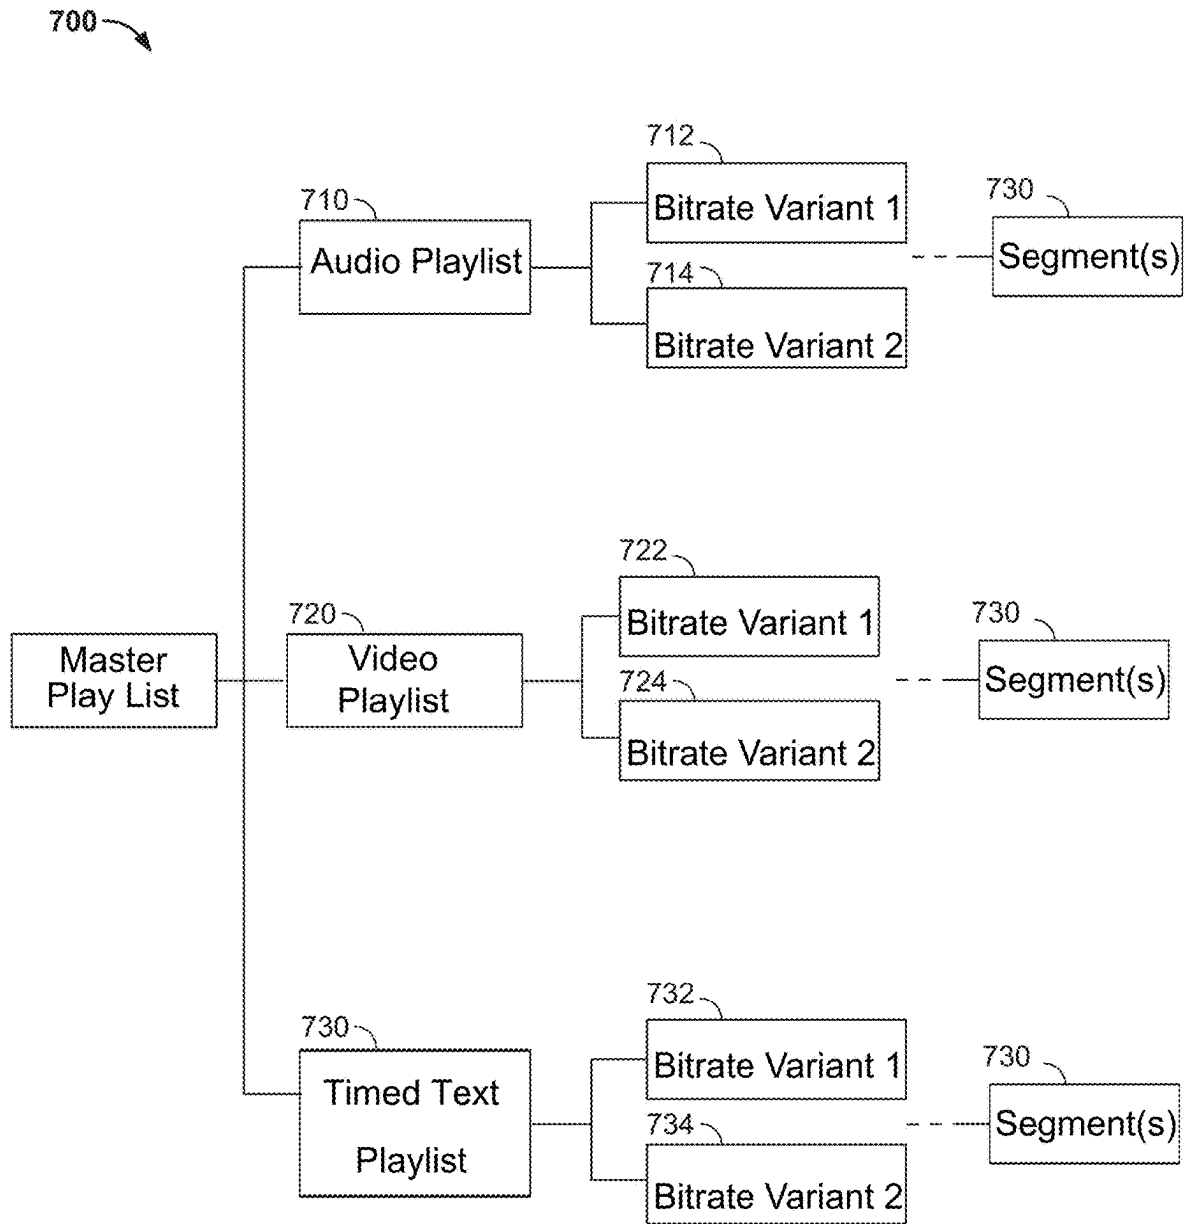 700
712
Bitrate Variant 1
710
Audio Playlist
730
Segment(s)
714
Bitrate Variant 2
722
Bitrate Variant 1
Master
Play List
720
Video
Playlist
730
Segment(s)
724
Bitrate Variant 2
732
Bitrate Variant 1
730
Timed Text
Playlist
730
Segment(s)
734
Bitrate Variant 2